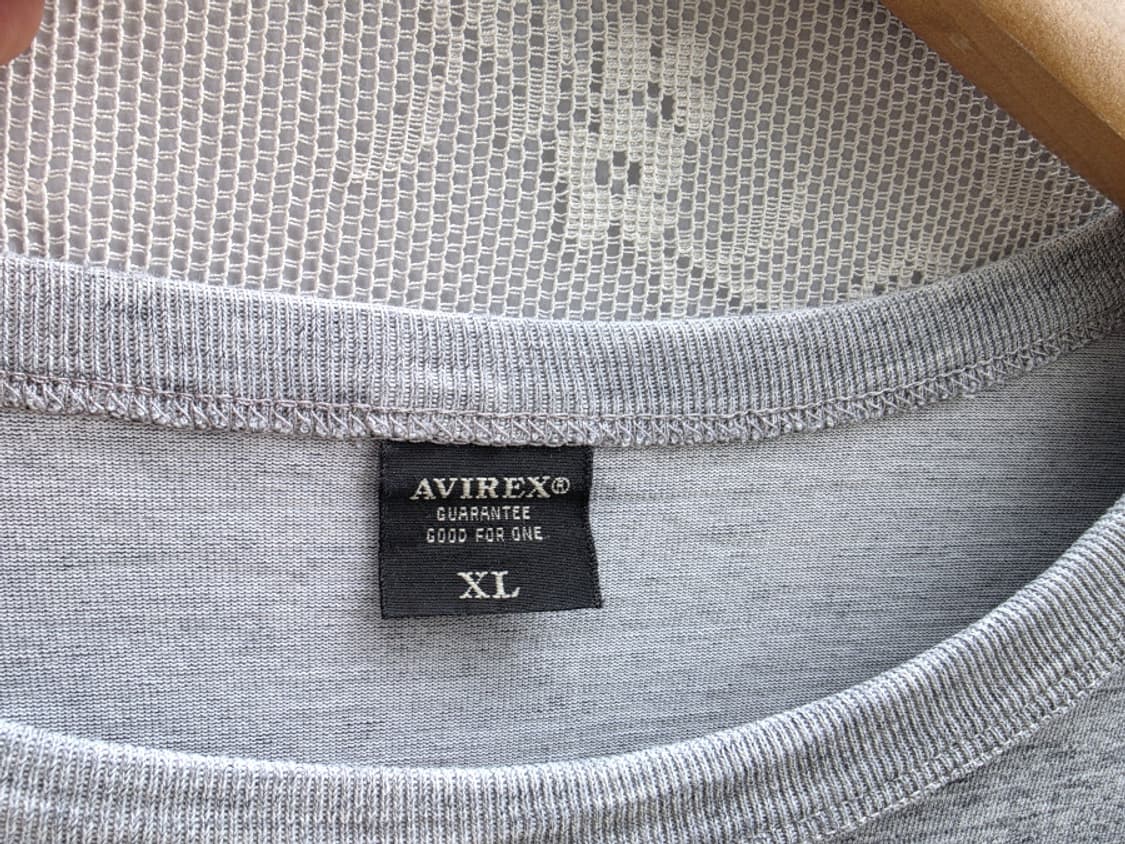 AVIREX®
GUARANTEE
GOOD FOR ONE
XL